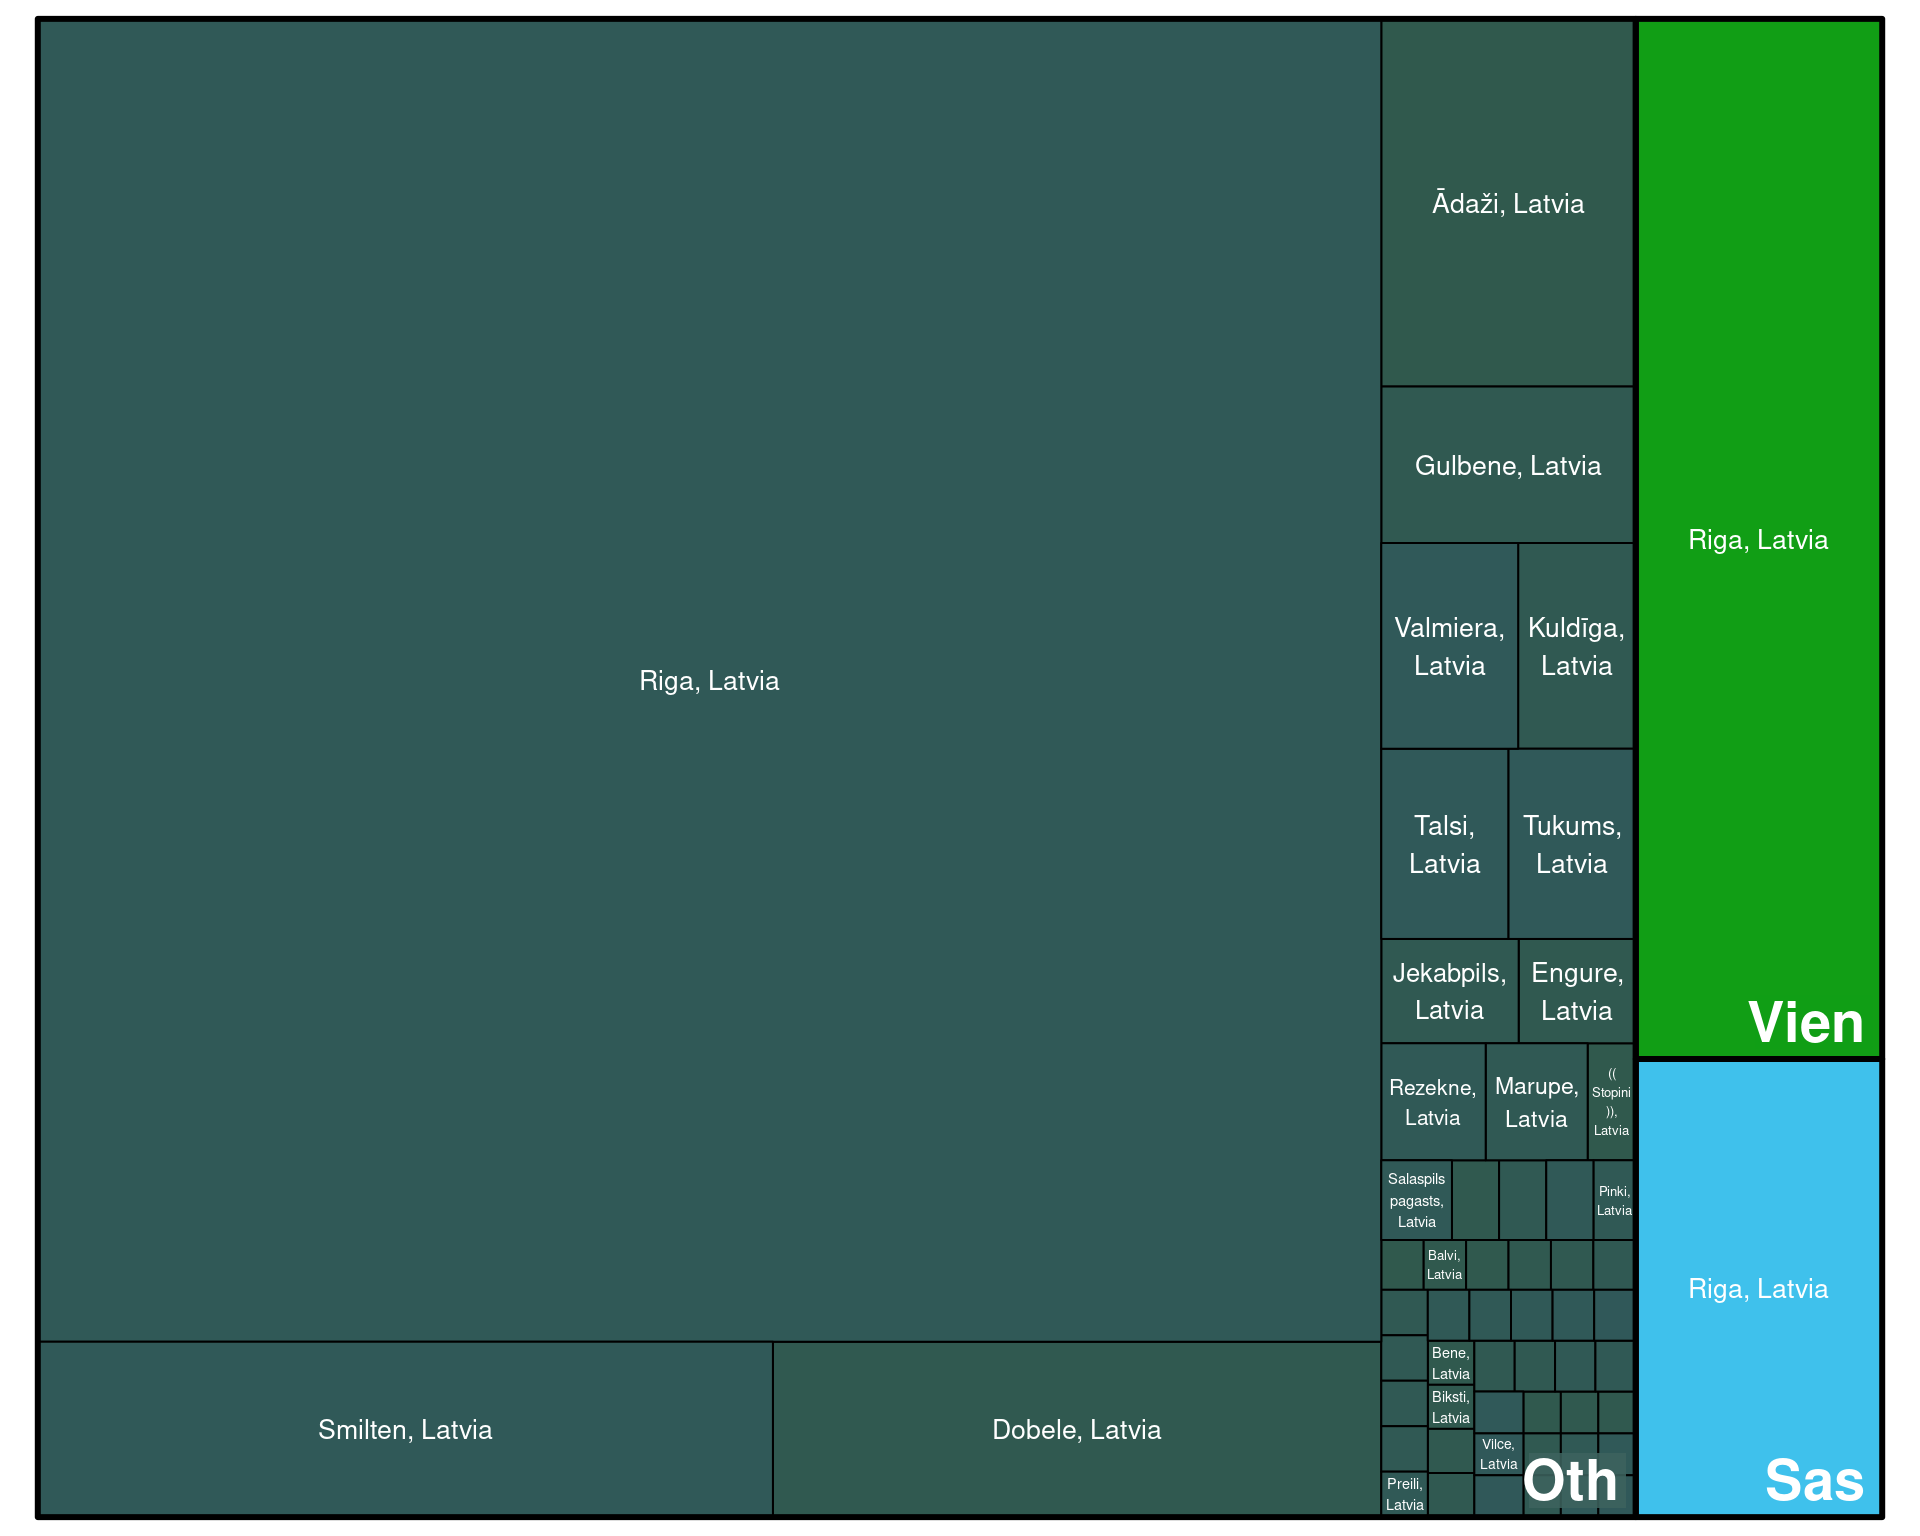 Riga, Latvia
Smilten, Latvia
Dobele, Latvia
Ādaži, Latvia
Gulbene, Latvia
Valmiera,
Latvia
Kuldīga,
Latvia
Talsi,
Latvia
Tukums,
Latvia
Jekabpils,
Latvia
Engure,
Latvia
Rezekne,
Latvia
Marupe,
Latvia
((
Stopini
)),
Latvia
Salaspils
pagasts,
Latvia
Pinki,
Latvia
Balvi,
Latvia
Bene,
Latvia
Biksti,
Latvia
Vilce,
Latvia
Preili,
Latvia
Oth
Riga, Latvia
Vien
Riga, Latvia
Sas